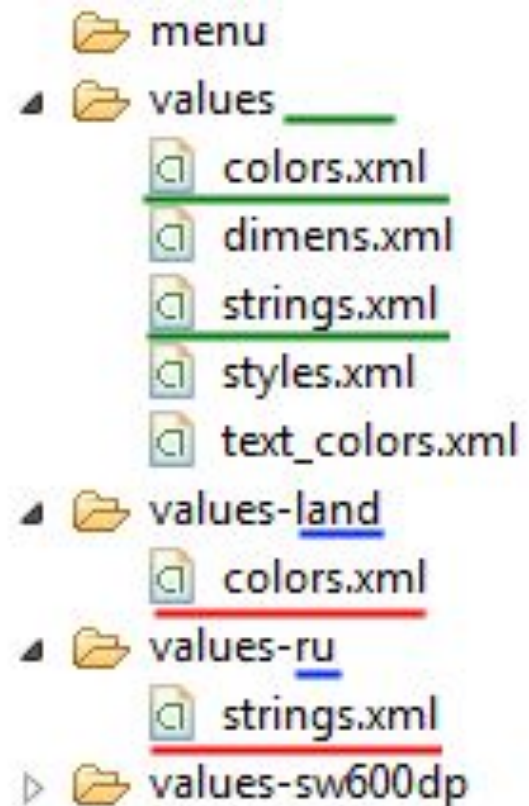 menu
values
colors.xml
dimens.xml
strings.xml
styles.xml
text_colors.xml
values-land
colors.xml
values-ru
strings.xml
values-sw600dp